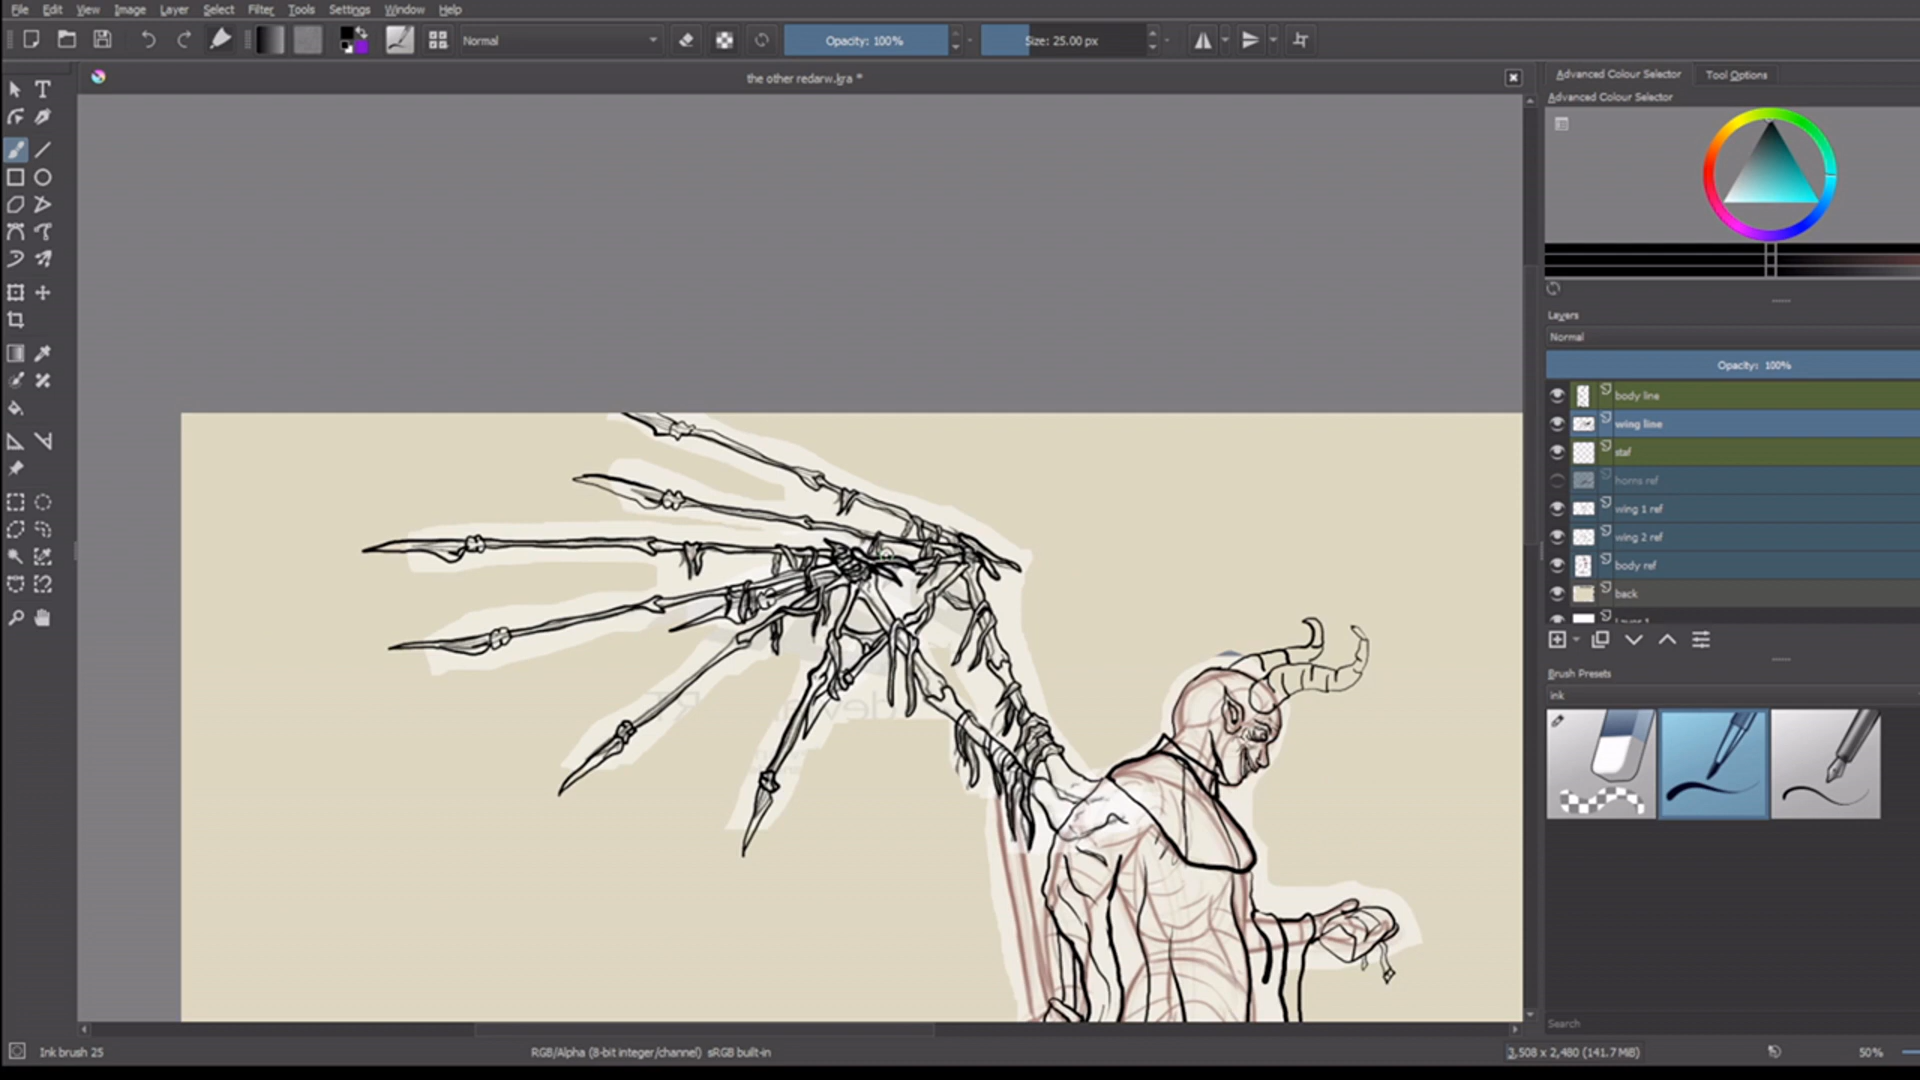 File Edit View Image Layer Select Filter Tools Settings Window Help
Normal
Opacity: 100%
Size: 25.00 px
the other redarw.kra *
Advanced Colour Selector
Tool Options
Advanced Colour Selector
Layers
Normal
Opacity: 100%
body line
wing line
staf
horns ref
wing 1 ref
wing 2 ref
body ref
back
Layer 1
Brush Presets
ink
Search
Ink brush 25
RGB/Alpha (8-bit integer/channel) sRGB built-in
3,508 x 2,480 (141.7 MiB)
50%